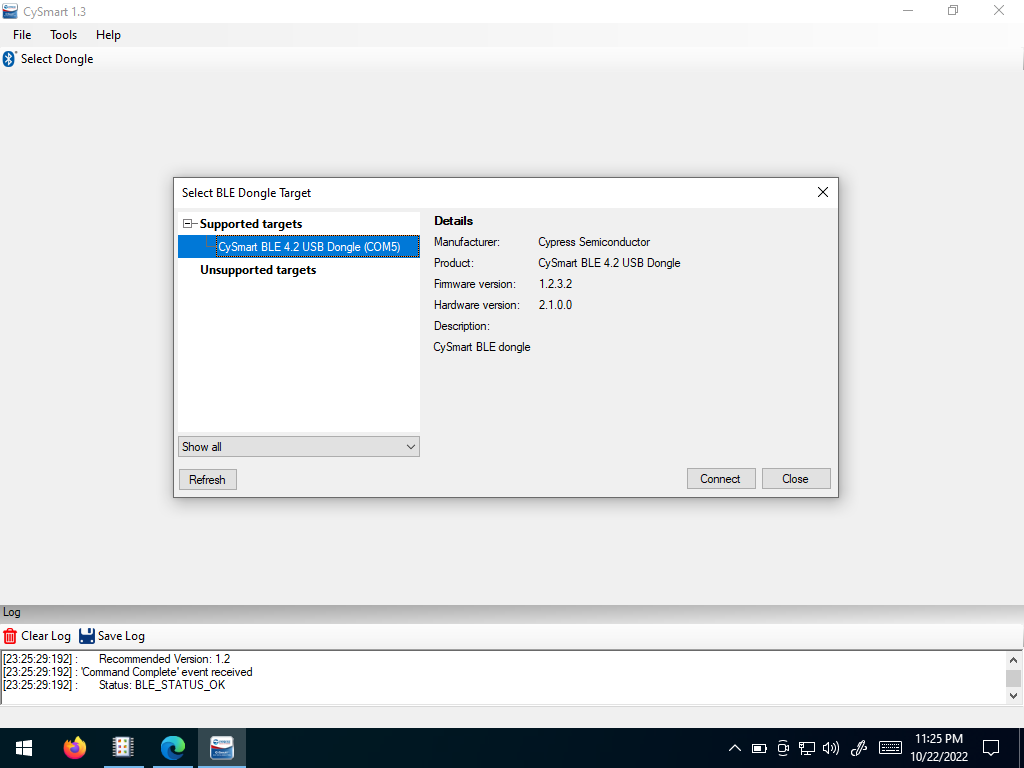 CySmart 1.3
File Tools Help
Select Dongle
Select BLE Dongle Target
Supported targets
CySmart BLE 4.2 USB Dongle (COM5)
Unsupported targets
Show all
Refresh
Details
Manufacturer: Cypress Semiconductor
Product: CySmart BLE 4.2 USB Dongle
Firmware version: 1.2.3.2
Hardware version: 2.1.0.0
Description:
CySmart BLE dongle
Connect Close
Log
Clear Log Save Log
[23:25:29:192] : Recommended Version: 1.2
[23:25:29:192] : 'Command Complete' event received
[23:25:29:192] : Status: BLE_STATUS_OK
11:25 PM
10/22/2022